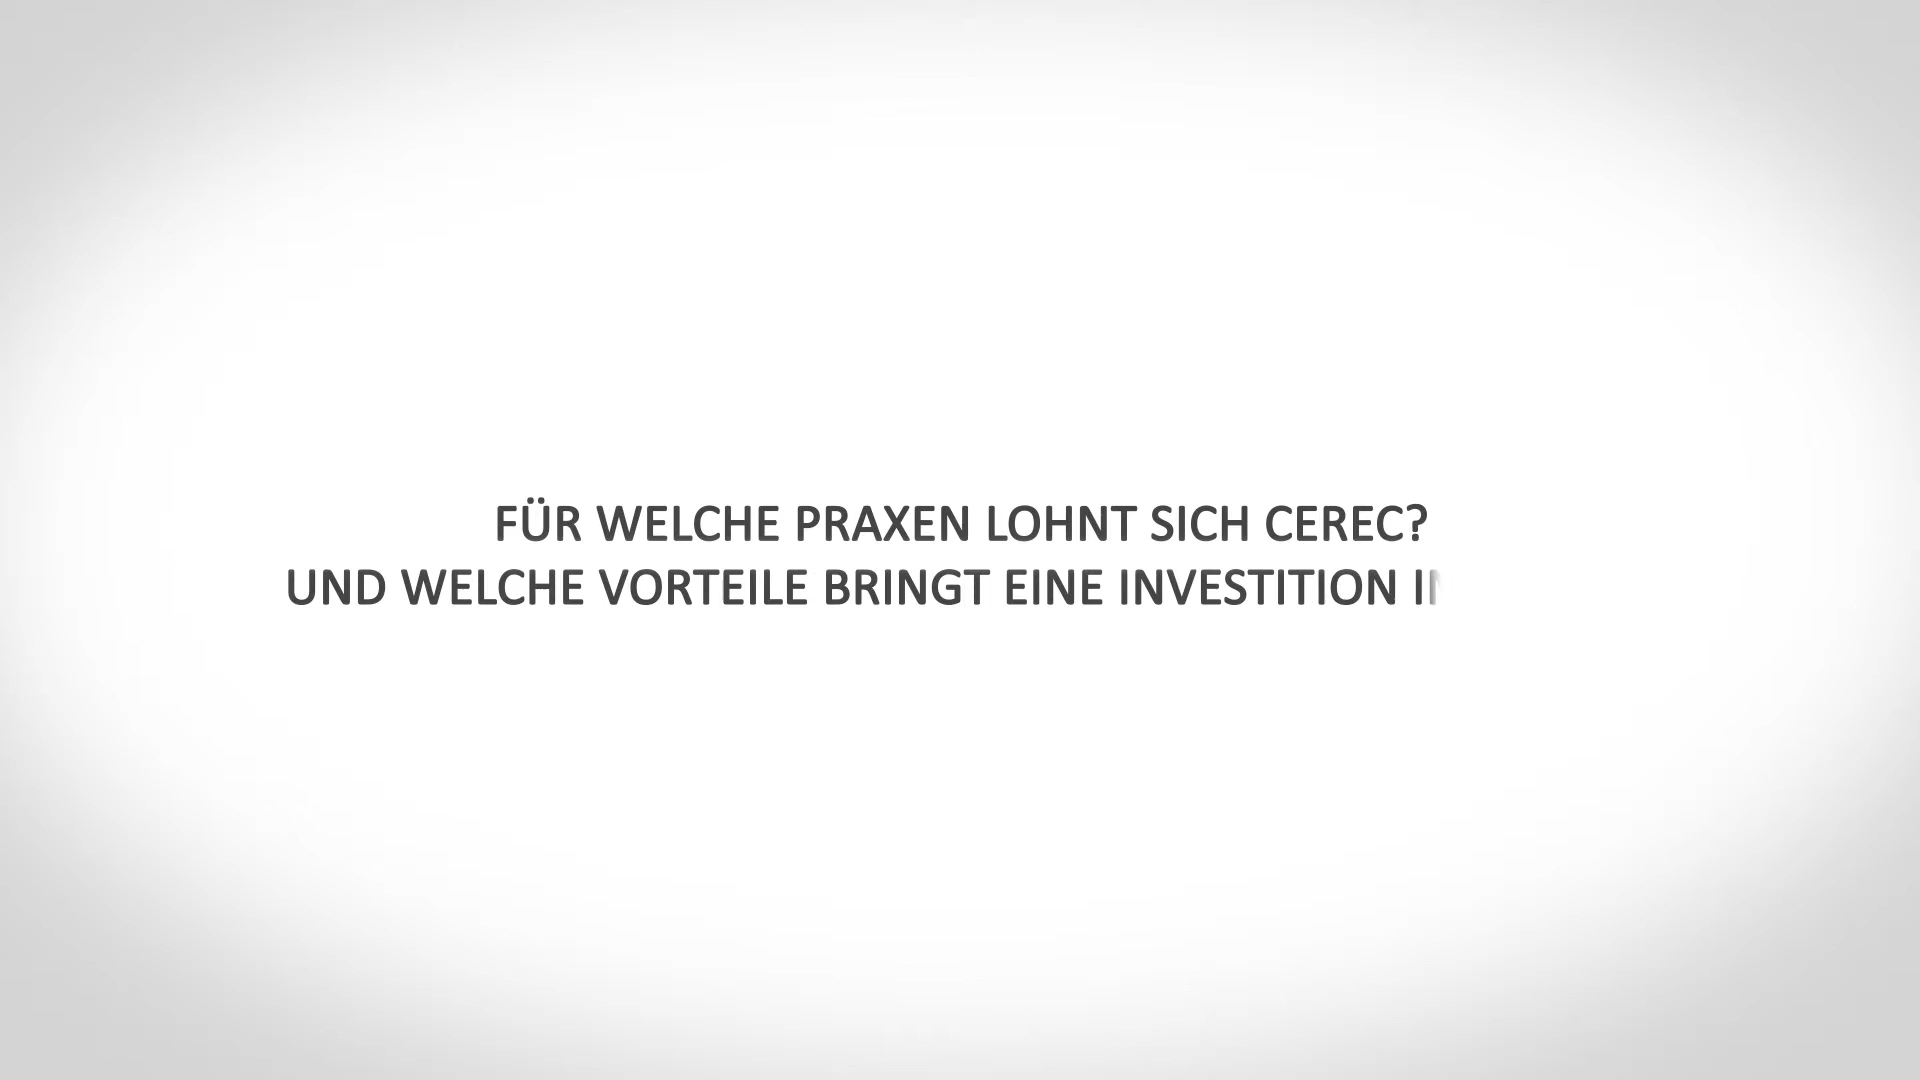 FÜR WELCHE PRAXEN LOHNT SICH CEREC?
UND WELCHE VORTEILE BRINGT EINE INVESTITION